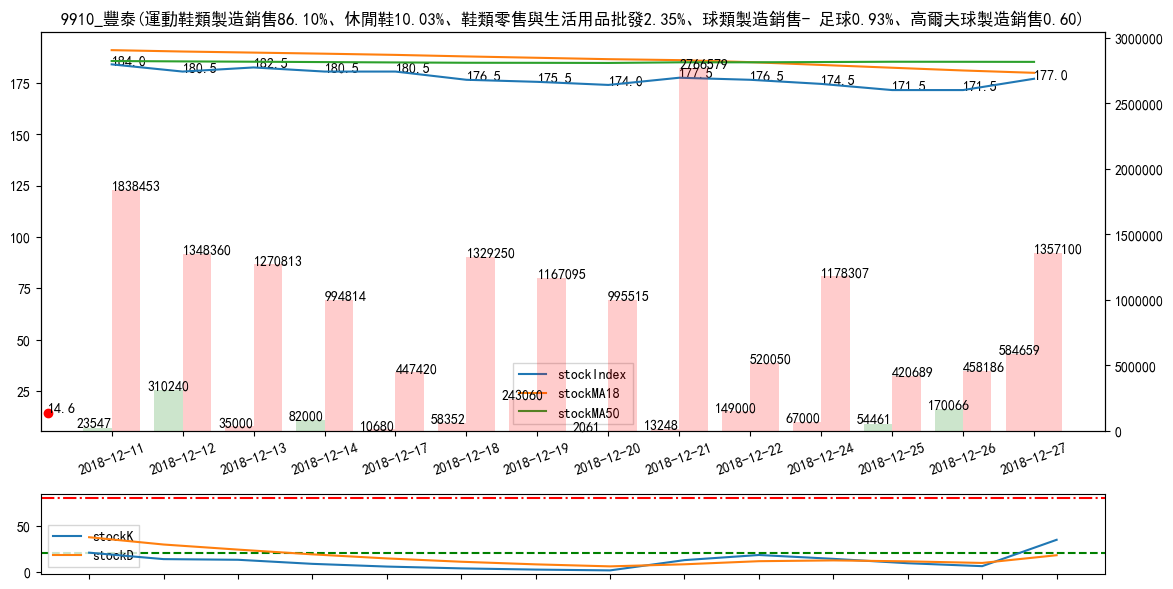 9910_豐泰(運動鞋類製造銷售86.10%、休閒鞋10.03%、鞋類零售與生活用品批發2.35%、球類製造銷售- 足球0.93%、高爾夫球製造銷售0.60)
184.0 180.5 182.5 180.5 180.5 176.5 175.5 174.0 177.5 176.5 174.5 171.5 171.5 177.0
2766579
1838453 1348360 1270813 994814 447420 1329250 1167095 995515 520050 1178307 420689 458186 1357100
23547 310240 35000 82000 10680 58352 243060 2061 13248 149000 67000 54461 170066 584659
14.6
175
150
125
100
75
50
25
3000000
2500000
2000000
1500000
1000000
500000
0
stockIndex
stockMA18
stockMA50
2018-12-11 2018-12-12 2018-12-13 2018-12-14 2018-12-17 2018-12-18 2018-12-19 2018-12-20 2018-12-21 2018-12-22 2018-12-24 2018-12-25 2018-12-26 2018-12-27
50
0
stockK
stockD